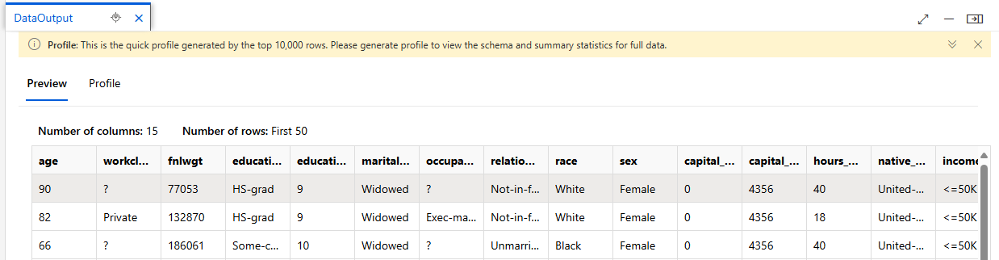 DataOutput
Profile: This is the quick profile generated by the top 10,000 rows. Please generate profile to view the schema and summary statistics for full data.
Preview Profile
Number of columns: 15 Number of rows: First 50
age workcl... fnlwgt educati... educati... marital... occupa... relatio... race sex capital_... capital_... hours_... native_... income
90 ? 77053 HS-grad 9 Widowed ? Not-in-f... White Female 0 4356 40 United-... <=50K
82 Private 132870 HS-grad 9 Widowed Exec-ma... Not-in-f... White Female 0 4356 18 United-... <=50K
66 ? 186061 Some-c... 10 Widowed ? Unmarri... Black Female 0 4356 40 United-... <=50K